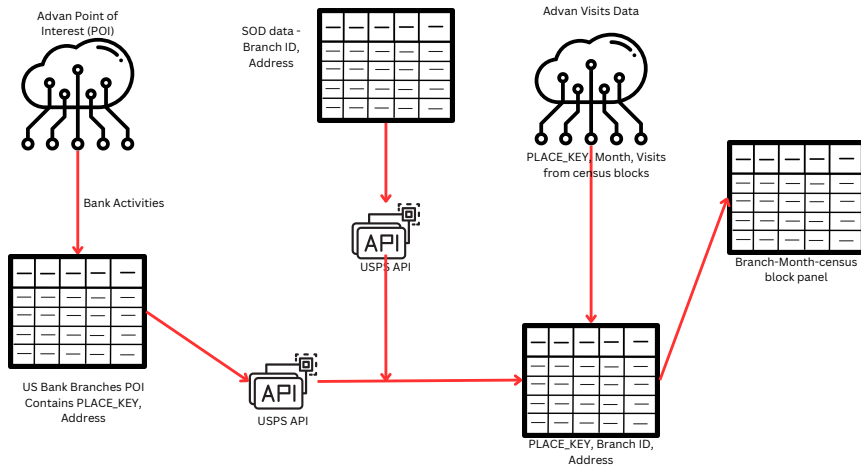 Advan Point of
Interest (POI)
SOD data -
Branch ID,
Address
Advan Visits Data
PLACE_KEY, Month, Visits
from census blocks
Bank Activities
API
USPS API
Branch-Month-census
block panel
US Bank Branches POI
Contains PLACE_KEY,
Address
API
USPS API
PLACE_KEY, Branch ID,
Address